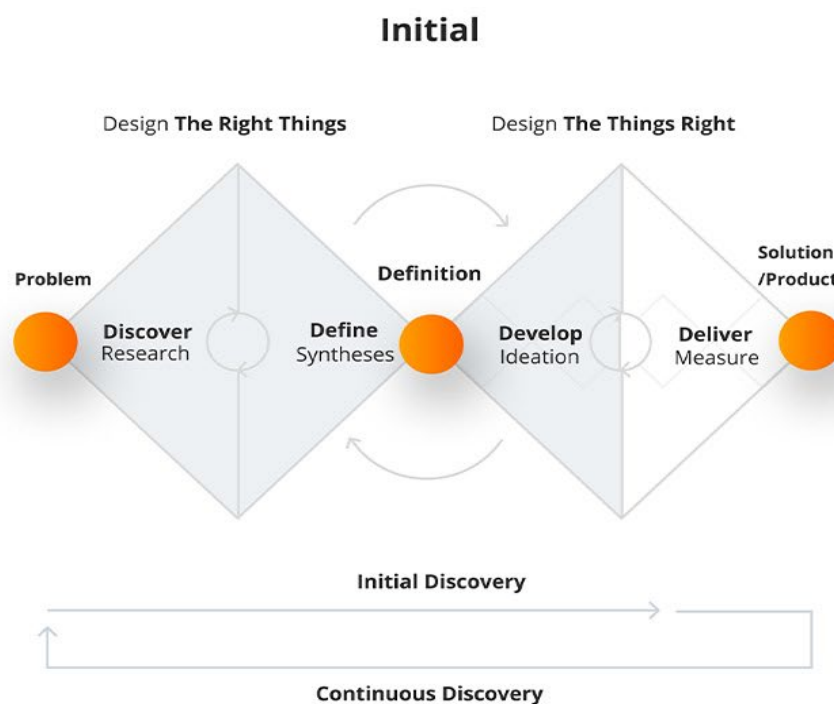 Initial
Design The Right Things
Design The Things Right
Problem
Definition
Solution
/Product
Discover
Research
Define
Syntheses
Develop
Ideation
Deliver
Measure
Initial Discovery
Continuous Discovery